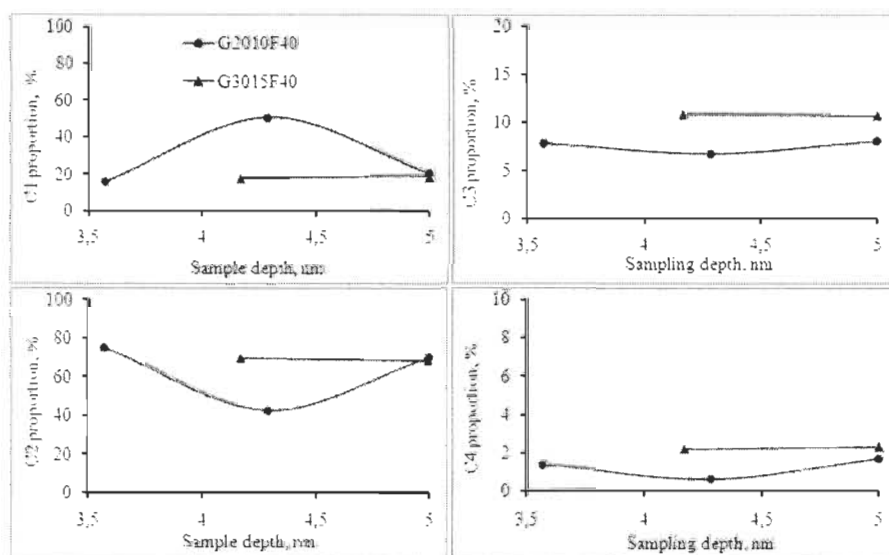 100
80
60
40
20
0
C1 proportion, %
G2010F40
G3015F40
3,5 4 4,5 5
Sample depth, nm
20
15
10
5
0
C3 proportion, %
3,5 4 4,5 5
Sampling depth, nm
100
80
60
40
20
0
C2 proportion, %
3,5 4 4,5 5
Sample depth, nm
10
8
6
4
2
0
C4 proportion, %
3,5 4 4,5 5
Sampling depth, nm